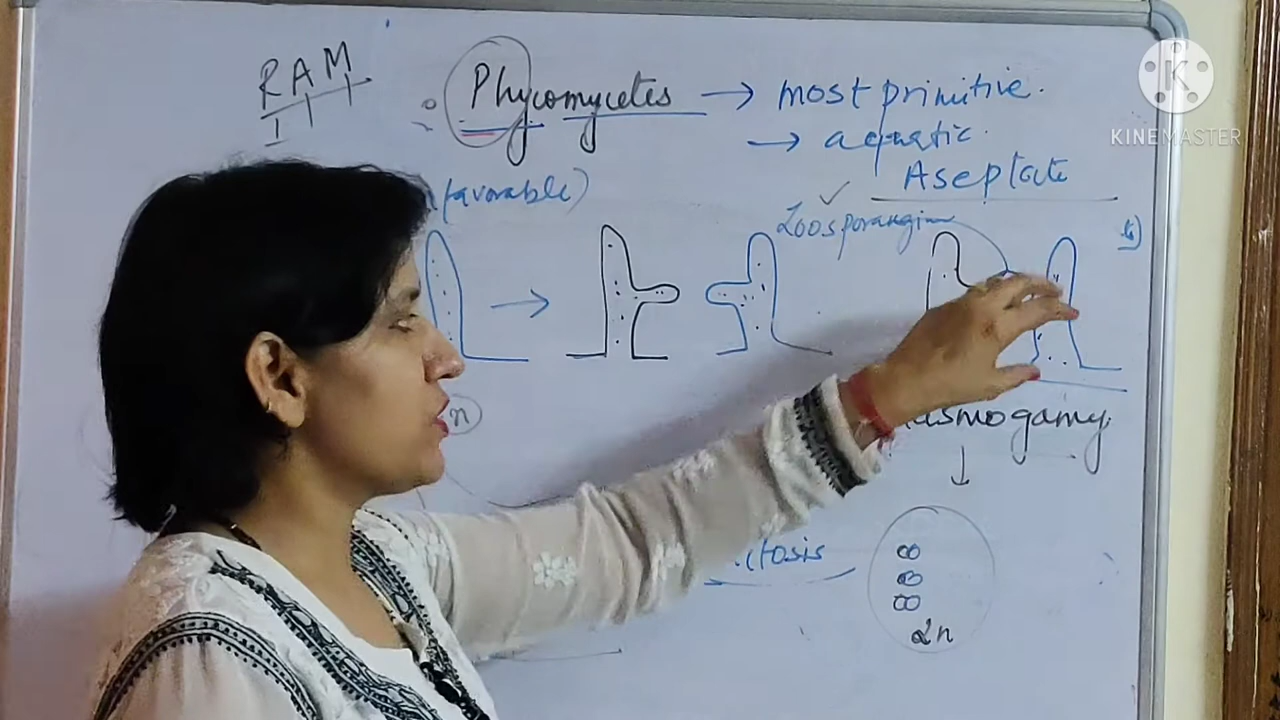 RAM
: Phycomycetes → most primitive.
→ aquatic.
Aseptate
favorable)
Zoosporangium
n
asmogamy
tosis
2n
K
KINEMASTER